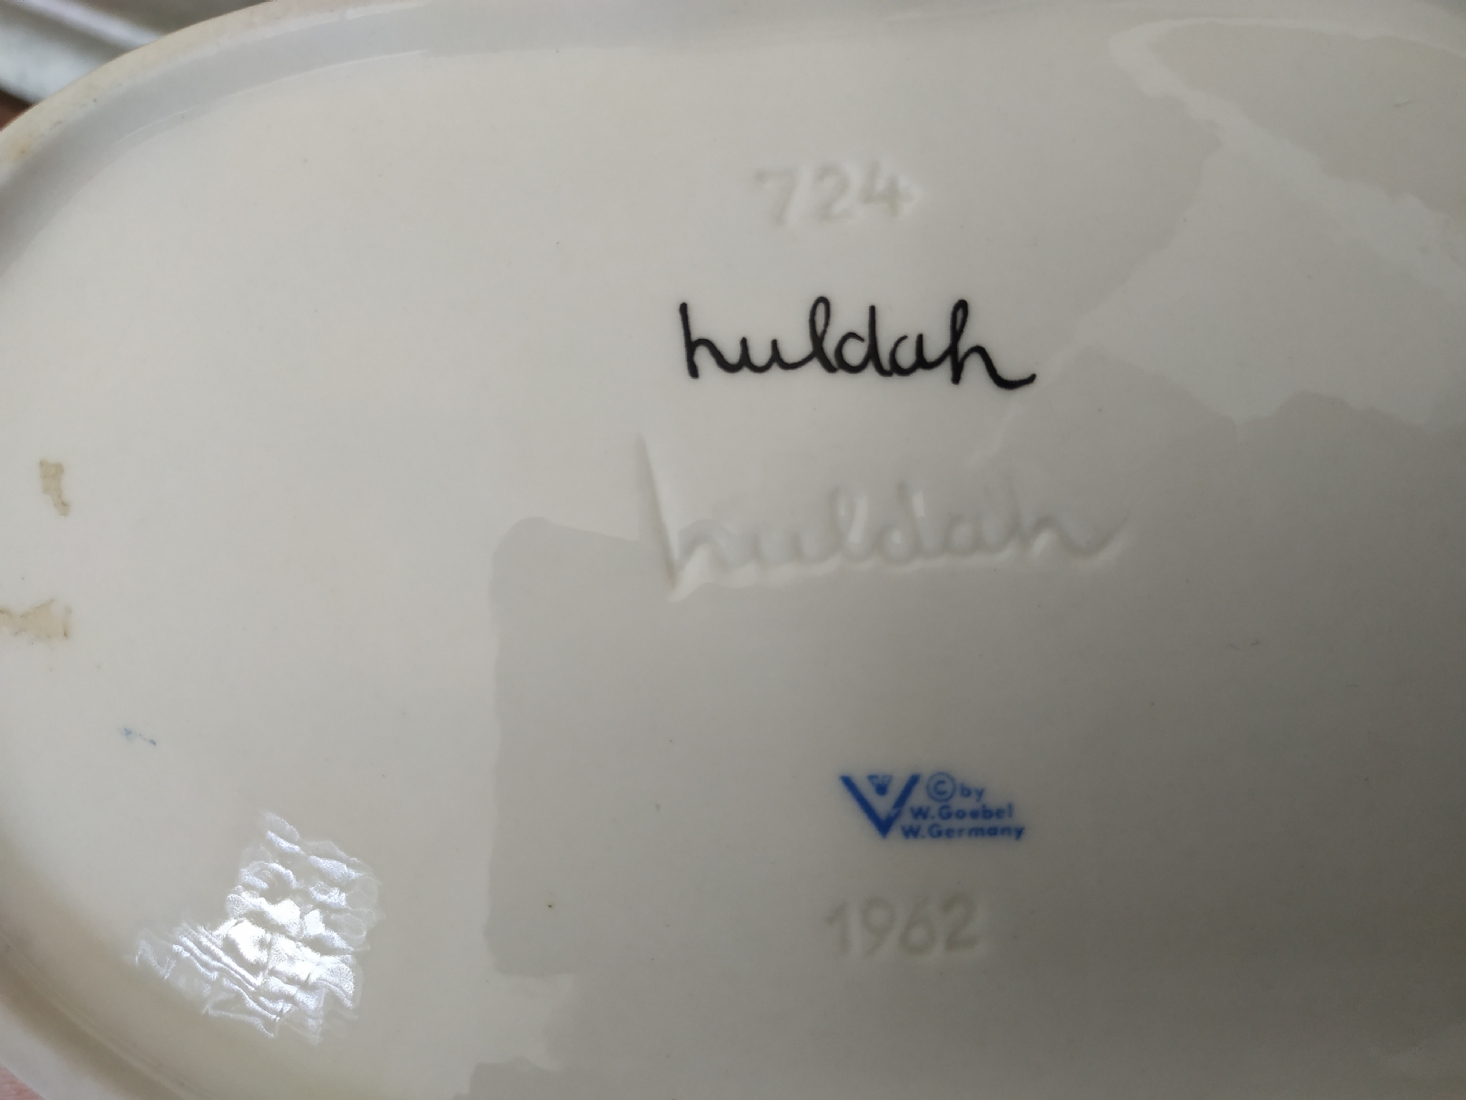 724
huldah
huldah
© by
W. Goebel
W. Germany
1962